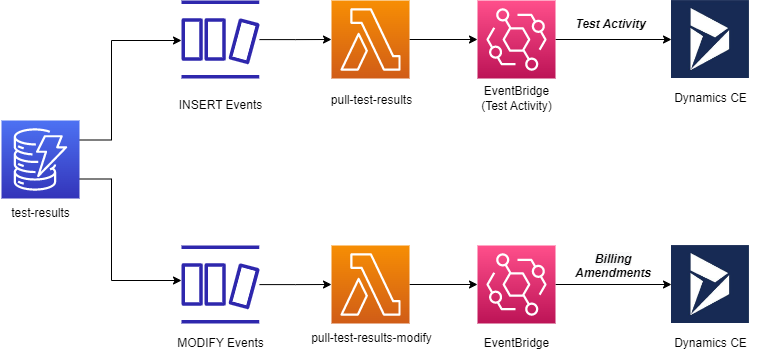 Test Activity
INSERT Events
pull-test-results
EventBridge
(Test Activity)
Dynamics CE
test-results
Billing
Amendments
MODIFY Events
pull-test-results-modify
EventBridge
Dynamics CE